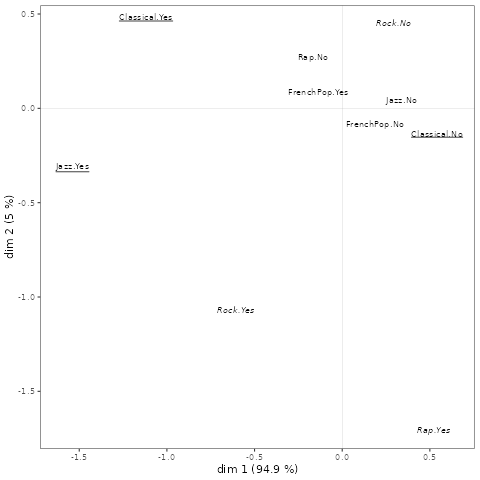 0.5
Classical.Yes
Rock.No
Rap.No
FrenchPop.Yes
Jazz.No
0.0
FrenchPop.No
Classical.No
Jazz.Yes
-0.5
dim 2 (5 %)
-1.0
Rock.Yes
-1.5
Rap.Yes
-1.5 -1.0 -0.5 0.0 0.5
dim 1 (94.9 %)